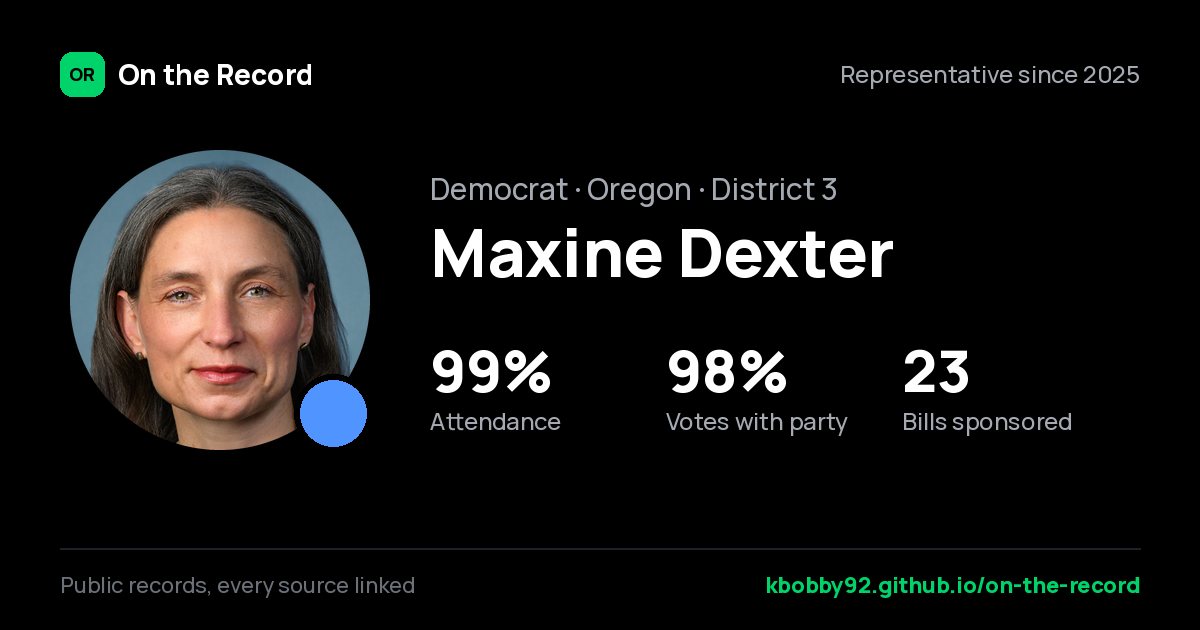 OR On the Record
Representative since 2025
Democrat · Oregon · District 3
Maxine Dexter
99% 98% 23
Attendance Votes with party Bills sponsored
Public records, every source linked
kbobby92.github.io/on-the-record